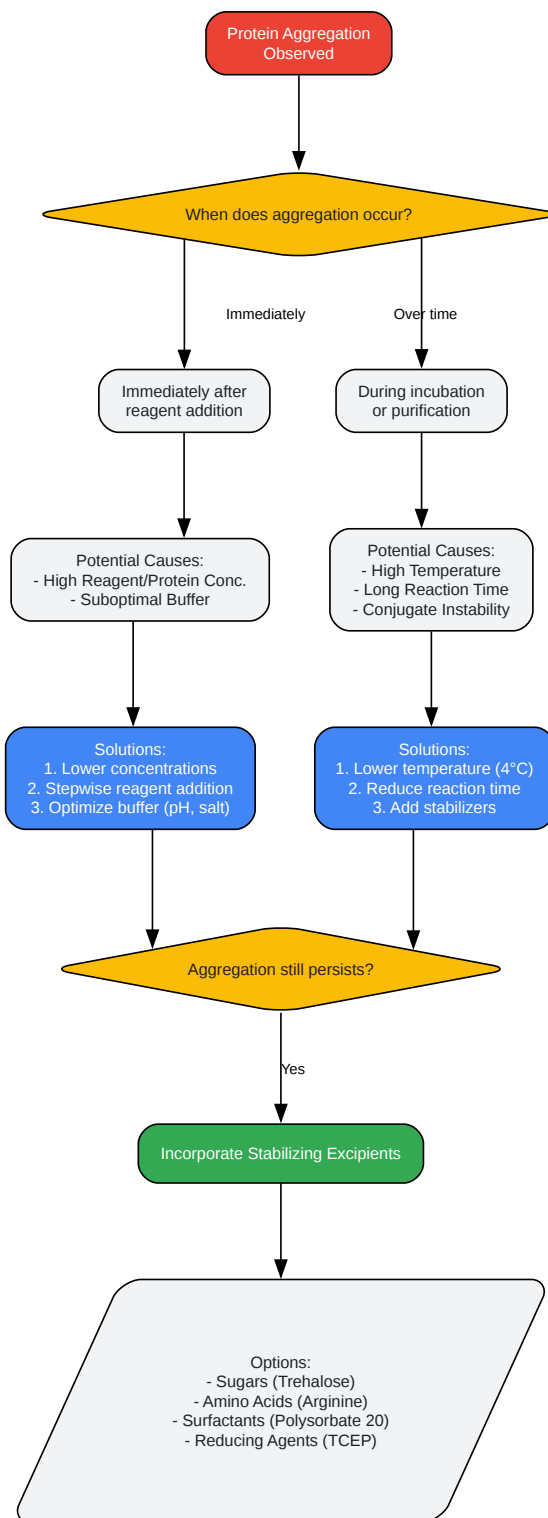 Protein Aggregation
Observed
When does aggregation occur?
Immediately
Over time
Immediately after
reagent addition
During incubation
or purification
Potential Causes:
- High Reagent/Protein Conc.
- Suboptimal Buffer
Potential Causes:
- High Temperature
- Long Reaction Time
- Conjugate Instability
Solutions:
1. Lower concentrations
2. Stepwise reagent addition
3. Optimize buffer (pH, salt)
Solutions:
1. Lower temperature (4°C)
2. Reduce reaction time
3. Add stabilizers
Aggregation still persists?
Yes
Incorporate Stabilizing Excipients
Options:
- Sugars (Trehalose)
- Amino Acids (Arginine)
- Surfactants (Polysorbate 20)
- Reducing Agents (TCEP)